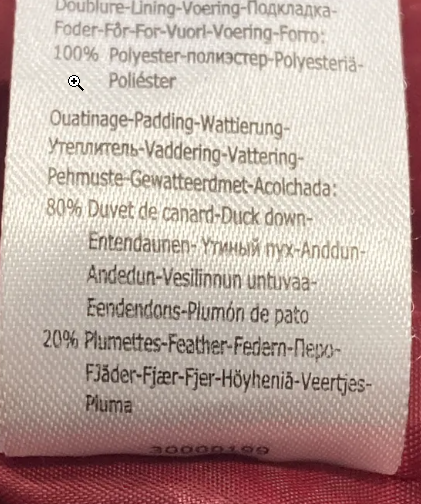 Doublure-Lining-Voering-Подкладка-
Foder-Fôr-For-Vuori-Voering-Forro:
100% Polyester-полиэстер-Polyesteriä-
Poliéster
Ouatinage-Padding-Wattierung-
Утеплитель-Vaddering-Vattering-
Pehmuste-Gewatteerdmet-Acolchada:
80% Duvet de canard-Duck down-
Entendaunen- Утиный пух-Anddun-
Andedun-Vesilinnun untuvaa-
Eendendons-Plumón de pato
20% Plumettes-Feather-Federn-Перо-
Fjäder-Fjær-Fjer-Höyheniä-Veertjes-
Pluma
30000199